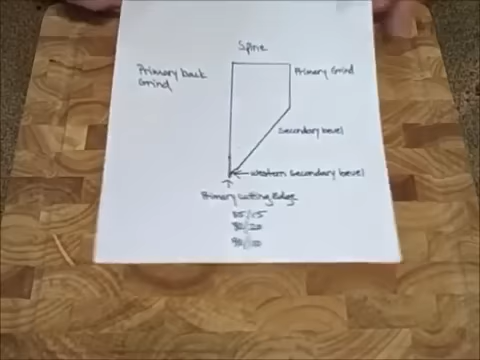 Spine
Primary back
Grind
Primary Grind
Secondary bevel
western secondary bevel
Primary cutting Edge
85/15
80/20
90/10